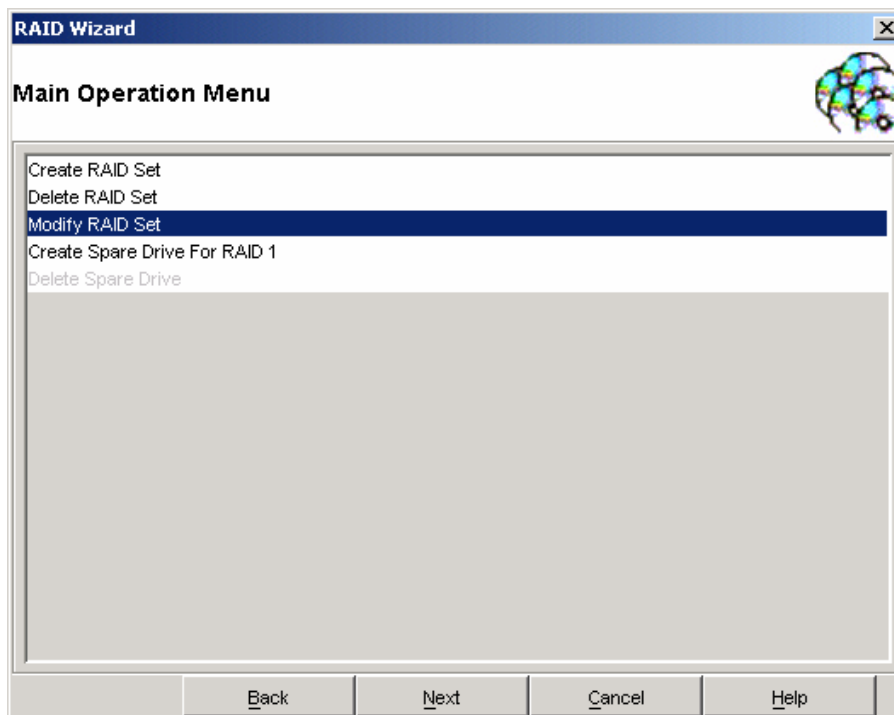 RAID Wizard
Main Operation Menu
Create RAID Set
Delete RAID Set
Modify RAID Set
Create Spare Drive For RAID 1
Delete Spare Drive
Back Next Cancel Help